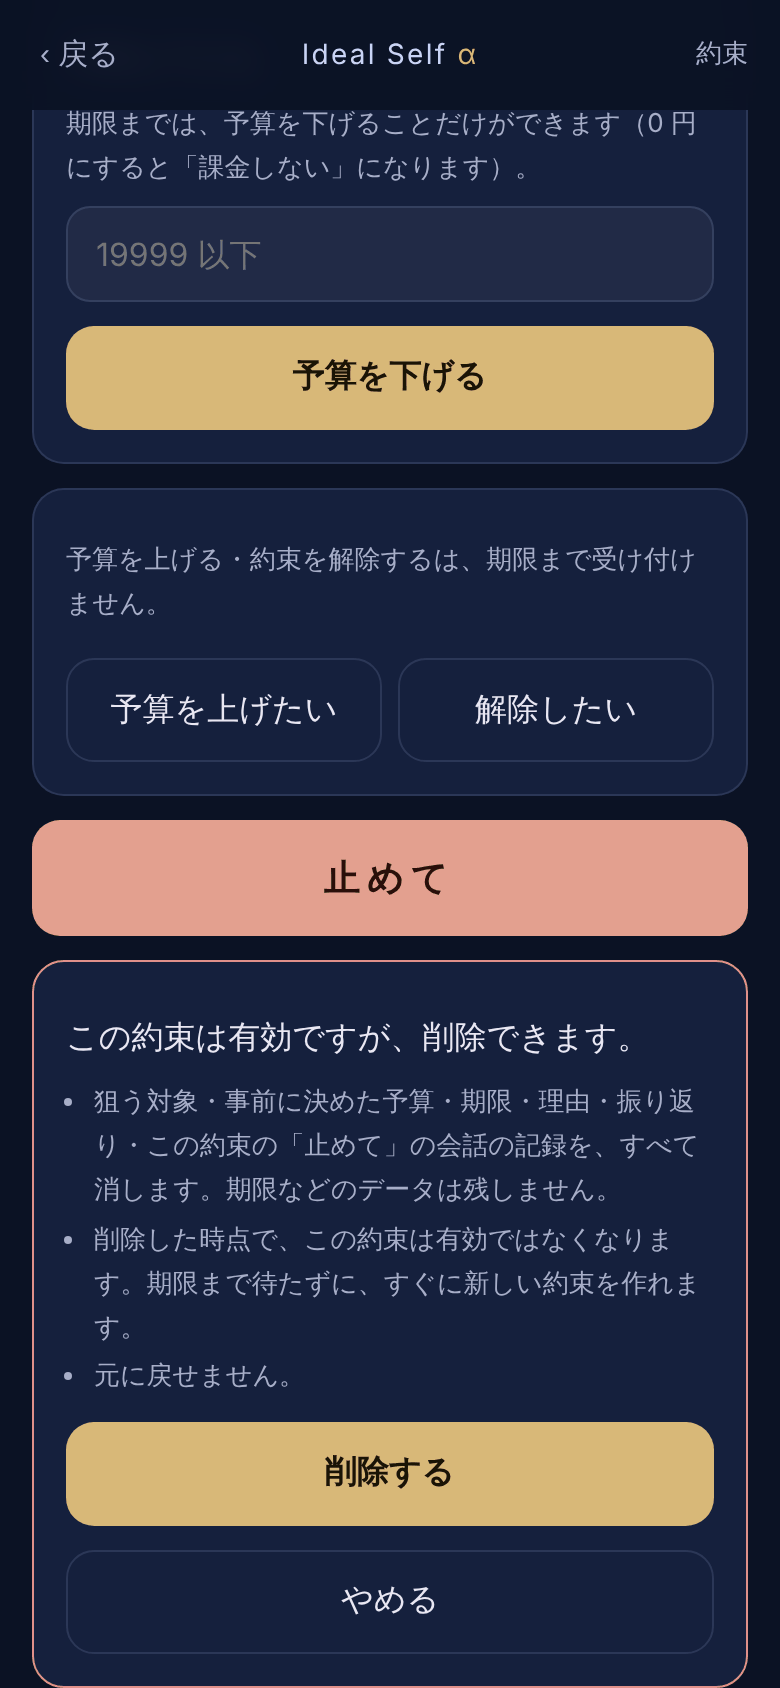 ‹ 戻る
Ideal Self α
約束
期限までは、予算を下げることだけができます（0 円
にすると「課金しない」になります）。
19999 以下
予算を下げる
予算を上げる・約束を解除するは、期限まで受け付け
ません。
予算を上げたい
解除したい
止めて
この約束は有効ですが、削除できます。
• 狙う対象・事前に決めた予算・期限・理由・振り返
り・この約束の「止めて」の会話の記録を、すべて
消します。期限などのデータは残しません。
• 削除した時点で、この約束は有効ではなくなりま
す。期限まで待たずに、すぐに新しい約束を作れま
す。
• 元に戻せません。
削除する
やめる